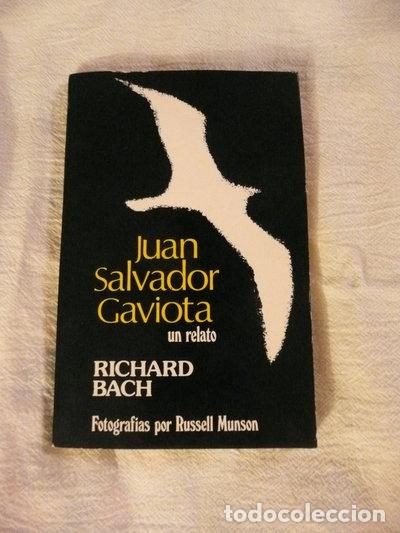 Juan
Salvador
Gaviota
un relato
RICHARD
BACH
Fotografías por Russell Munson
todocoleccion